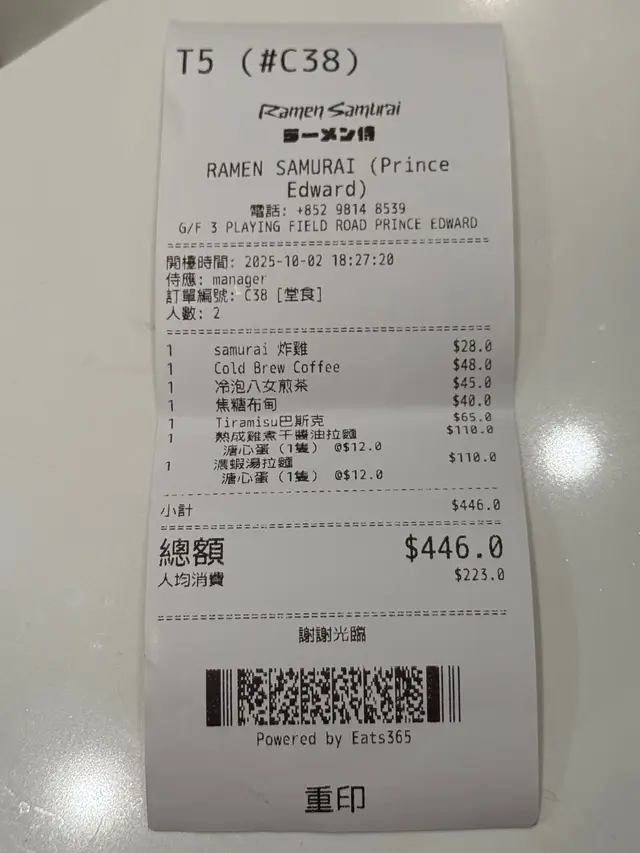 T5 (#C38)
Ramen Samurai
ラーメン侍
RAMEN SAMURAI (Prince
Edward)
電話: +852 9814 8539
G/F 3 PLAYING FIELD ROAD PRINCE EDWARD
開檯時間: 2025-10-02 18:27:20
侍應: manager
訂單編號: C38 [堂食]
人數: 2
1 samurai 炸雞 $28.0
1 Cold Brew Coffee $48.0
1 冷泡八女煎茶 $45.0
1 焦糖布甸 $40.0
1 Tiramisu巴斯克 $65.0
1 熟成雞煮干醬油拉麵 $110.0
溏心蛋 (1隻) @$12.0
1 濃蝦湯拉麵 $110.0
溏心蛋 (1隻) @$12.0
小計 $446.0
總額 $446.0
人均消費 $223.0
謝謝光臨
Powered by Eats365
重印